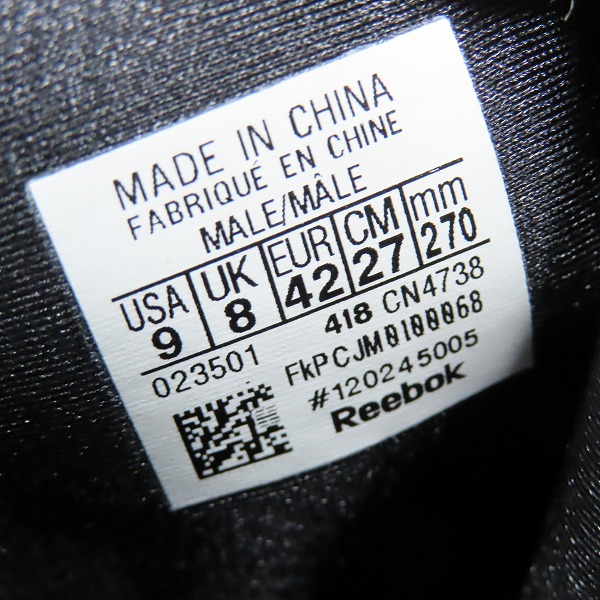 MADE IN CHINA
FABRIQUÉ EN CHINE
MALE/MÂLE
USA UK EUR CM mm
9 8 42 27 270
023501 418 CN4738
FkPCJM0100068
#120245005
Reebok